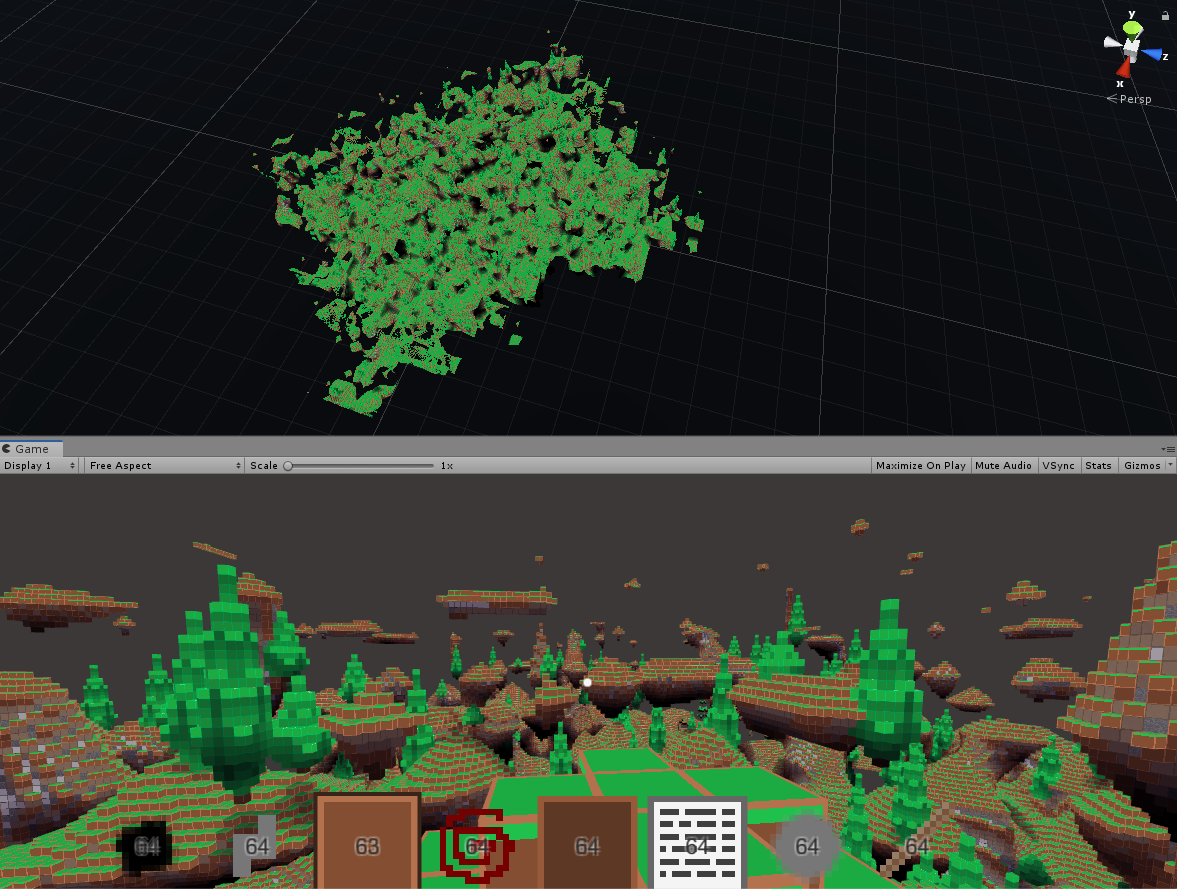 y
z
x
Persp
Game
Display 1 Free Aspect Scale 1x Maximize On Play Mute Audio VSync Stats Gizmos
64 64 63 64 64 64 64 64